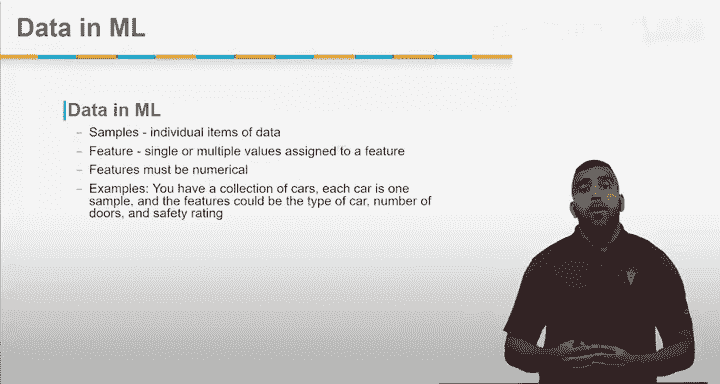 Data in ML
Data in ML
– Samples - individual items of data
– Feature - single or multiple values assigned to a feature
– Features must be numerical
– Examples: You have a collection of cars, each car is one
sample, and the features could be the type of car, number of
doors, and safety rating